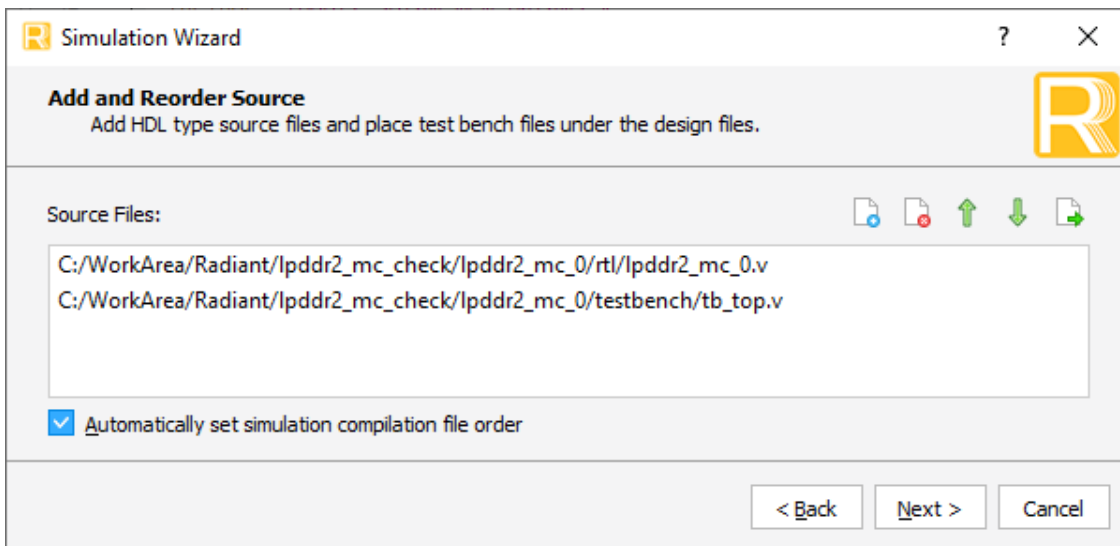 Simulation Wizard
?
Add and Reorder Source
Add HDL type source files and place test bench files under the design files.
R
Source Files:
C:/WorkArea/Radiant/lpddr2_mc_check/lpddr2_mc_0/rtl/lpddr2_mc_0.v
C:/WorkArea/Radiant/lpddr2_mc_check/lpddr2_mc_0/testbench/tb_top.v
Automatically set simulation compilation file order
< Back Next > Cancel